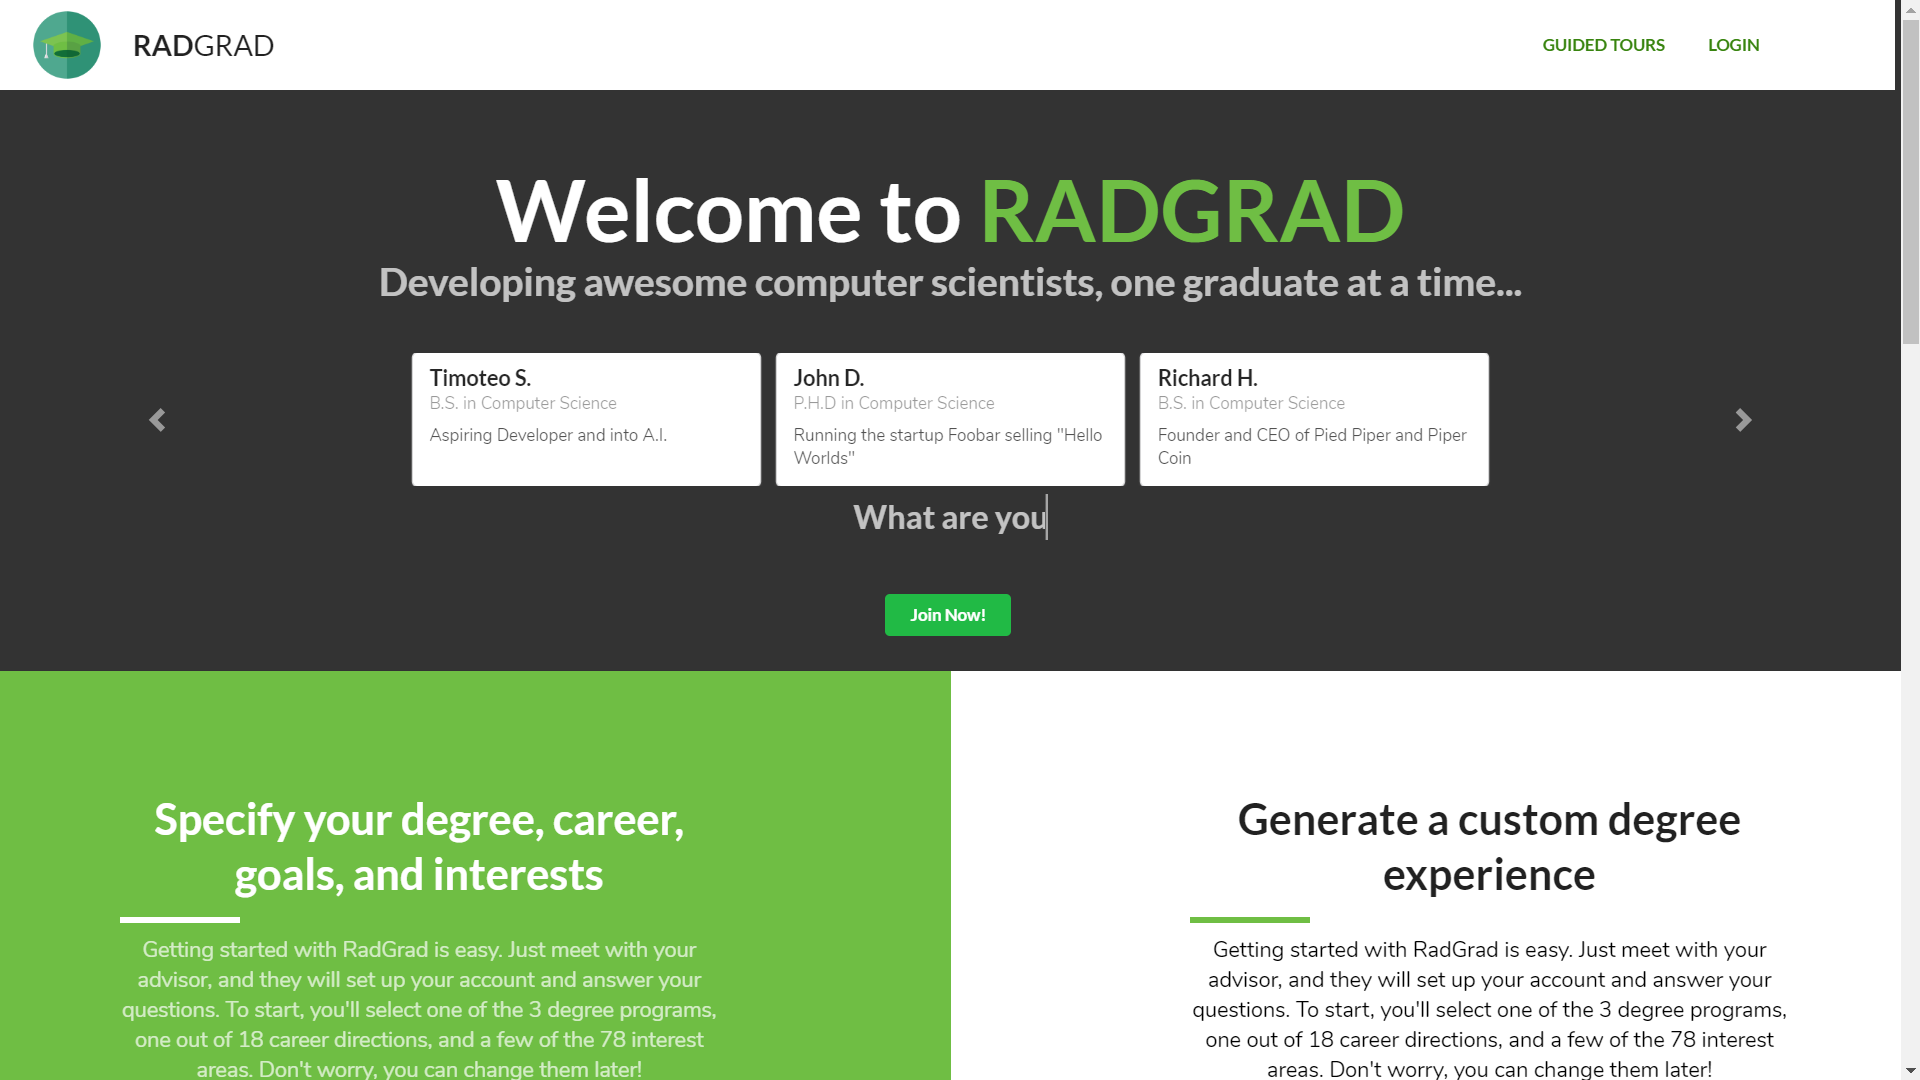 RADGRAD
GUIDED TOURS
LOGIN
Welcome to RADGRAD
Developing awesome computer scientists, one graduate at a time...
Timoteo S.
B.S. in Computer Science
Aspiring Developer and into A.I.
John D.
P.H.D in Computer Science
Running the startup Foobar selling "Hello
Worlds"
Richard H.
B.S. in Computer Science
Founder and CEO of Pied Piper and Piper
Coin
What are you
Join Now!
Specify your degree, career,
goals, and interests
Getting started with RadGrad is easy. Just meet with your
advisor, and they will set up your account and answer your
questions. To start, you'll select one of the 3 degree programs,
one out of 18 career directions, and a few of the 78 interest
areas. Don't worry, you can change them later!
Generate a custom degree
experience
Getting started with RadGrad is easy. Just meet with your
advisor, and they will set up your account and answer your
questions. To start, you'll select one of the 3 degree programs,
one out of 18 career directions, and a few of the 78 interest
areas. Don't worry, you can change them later!